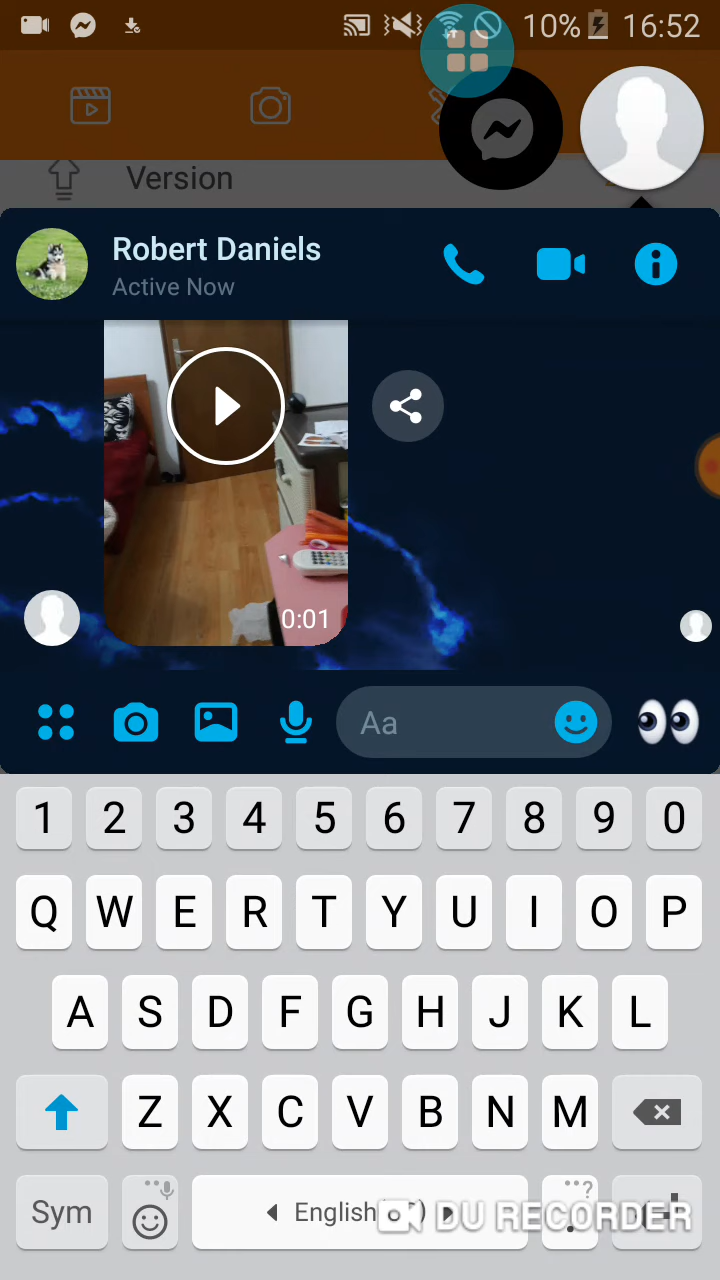 10% 16:52
Version
Robert Daniels
Active Now
0:01
Aa
1 2 3 4 5 6 7 8 9 0
Q W E R T Y U I O P
A S D F G H J K L
Z X C V B N M
Sym
English
DU RECORDER